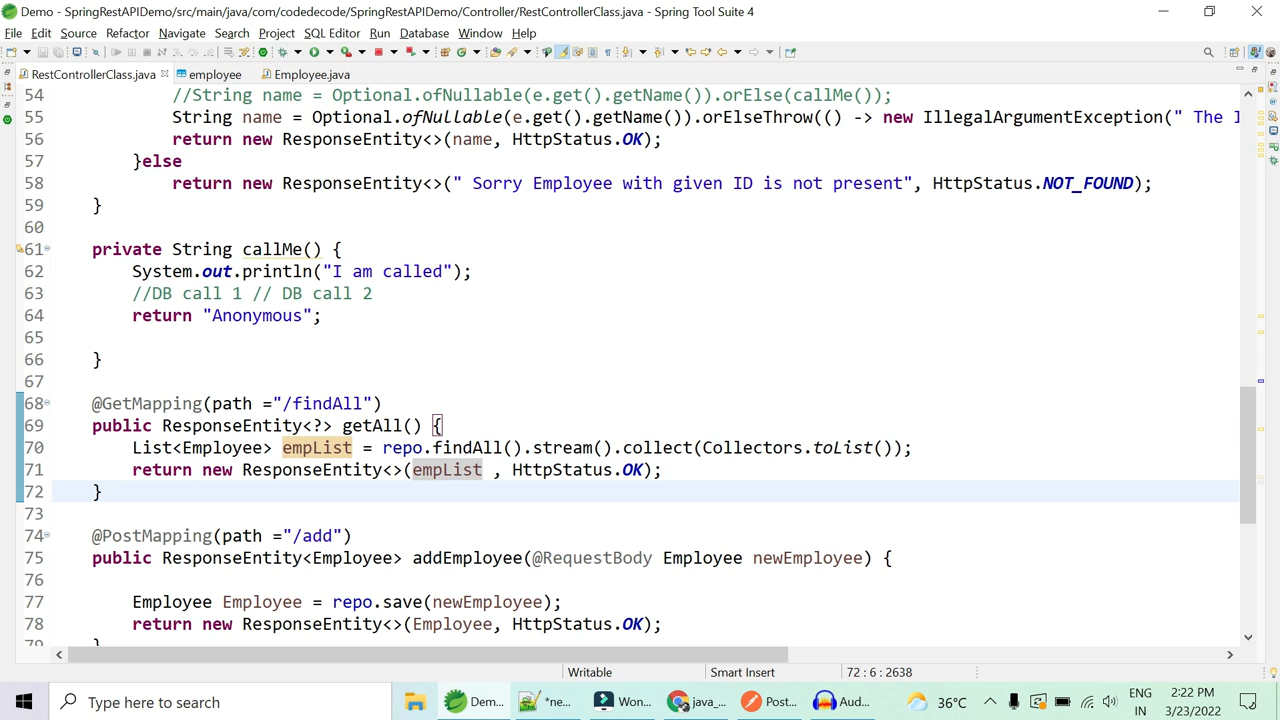 Demo - SpringRestAPIDemo/src/main/java/com/codedecode/SpringRestAPIDemo/Controller/RestControllerClass.java - Spring Tool Suite 4
File Edit Source Refactor Navigate Search Project SQL Editor Run Database Window Help
RestControllerClass.java employee Employee.java
54 //String name = Optional.ofNullable(e.get().getName()).orElse(callMe());
55 String name = Optional.ofNullable(e.get().getName()).orElseThrow(() -> new IllegalArgumentException(" The I
56 return new ResponseEntity<>(name, HttpStatus.OK);
57 }else
58 return new ResponseEntity<>(" Sorry Employee with given ID is not present", HttpStatus.NOT_FOUND);
59 }
60
61 private String callMe() {
62 System.out.println("I am called");
63 //DB call 1 // DB call 2
64 return "Anonymous";
65
66 }
67
68 @GetMapping(path ="/findAll")
69 public ResponseEntity<?> getAll() {
70 List<Employee> empList = repo.findAll().stream().collect(Collectors.toList());
71 return new ResponseEntity<>(empList , HttpStatus.OK);
72 }
73
74 @PostMapping(path ="/add")
75 public ResponseEntity<Employee> addEmployee(@RequestBody Employee newEmployee) {
76
77 Employee Employee = repo.save(newEmployee);
78 return new ResponseEntity<>(Employee, HttpStatus.OK);
79 }
Writable Smart Insert 72 : 6 : 2638
Type here to search Dem... *ne... Won... java_... Post... Aud... 36°C ENG IN 2:22 PM 3/23/2022